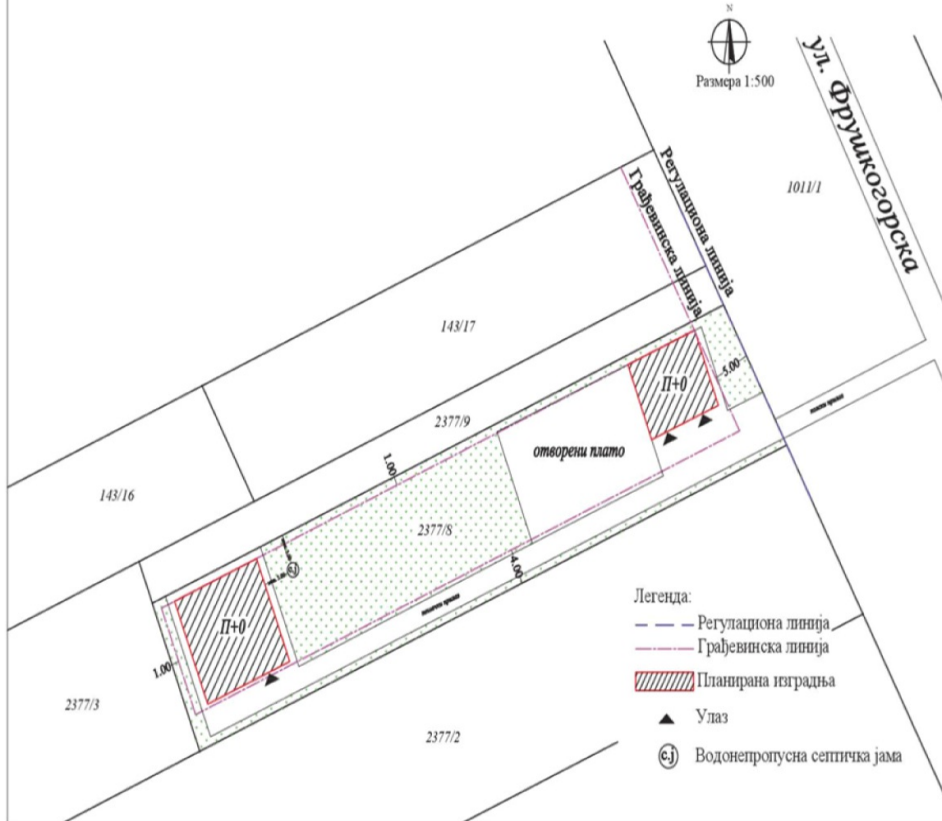 N
Размера 1:500
ул. Фрушкогорска
1011/1
Регулациона линија
Грађевинска линија
143/17
5.00
П+0
2377/9
отворени плато
1.00
143/16
2377/8
с.ј
4.00
П+0
1.00
2377/3
2377/2
Легенда:
Регулациона линија
Грађевинска линија
Планирана изградња
Улаз
с.ј Водонепропусна септичка јама